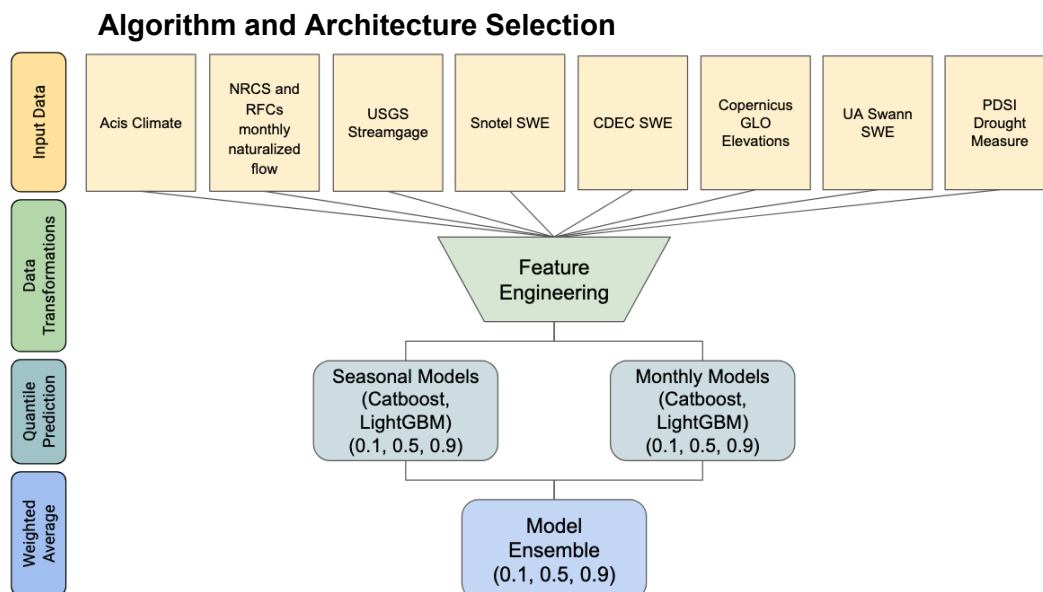 Algorithm and Architecture Selection
Input Data
Acis Climate
NRCS and
RFCs
monthly
naturalized
flow
USGS
Streamgage
Snotel SWE
CDEC SWE
Copernicus
GLO
Elevations
UA Swann
SWE
PDSI
Drought
Measure
Data
Transformations
Feature
Engineering
Quantile
Prediction
Seasonal Models
(Catboost,
LightGBM)
(0.1, 0.5, 0.9)
Monthly Models
(Catboost,
LightGBM)
(0.1, 0.5, 0.9)
Weighted
Average
Model
Ensemble
(0.1, 0.5, 0.9)